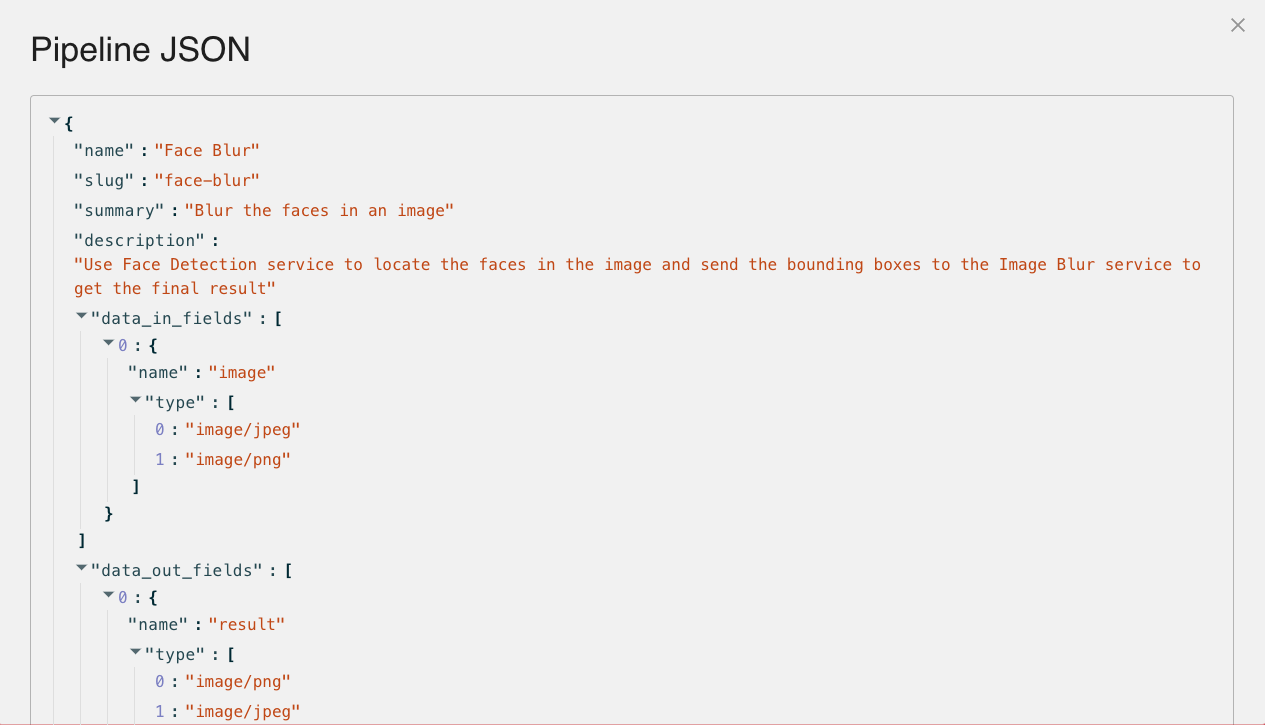 Pipeline JSON
{
"name" : "Face Blur"
"slug" : "face-blur"
"summary" : "Blur the faces in an image"
"description" :
"Use Face Detection service to locate the faces in the image and send the bounding boxes to the Image Blur service to
get the final result"
"data_in_fields" : [
0 : {
"name" : "image"
"type" : [
0 : "image/jpeg"
1 : "image/png"
]
}
]
"data_out_fields" : [
0 : {
"name" : "result"
"type" : [
0 : "image/png"
1 : "image/jpeg"